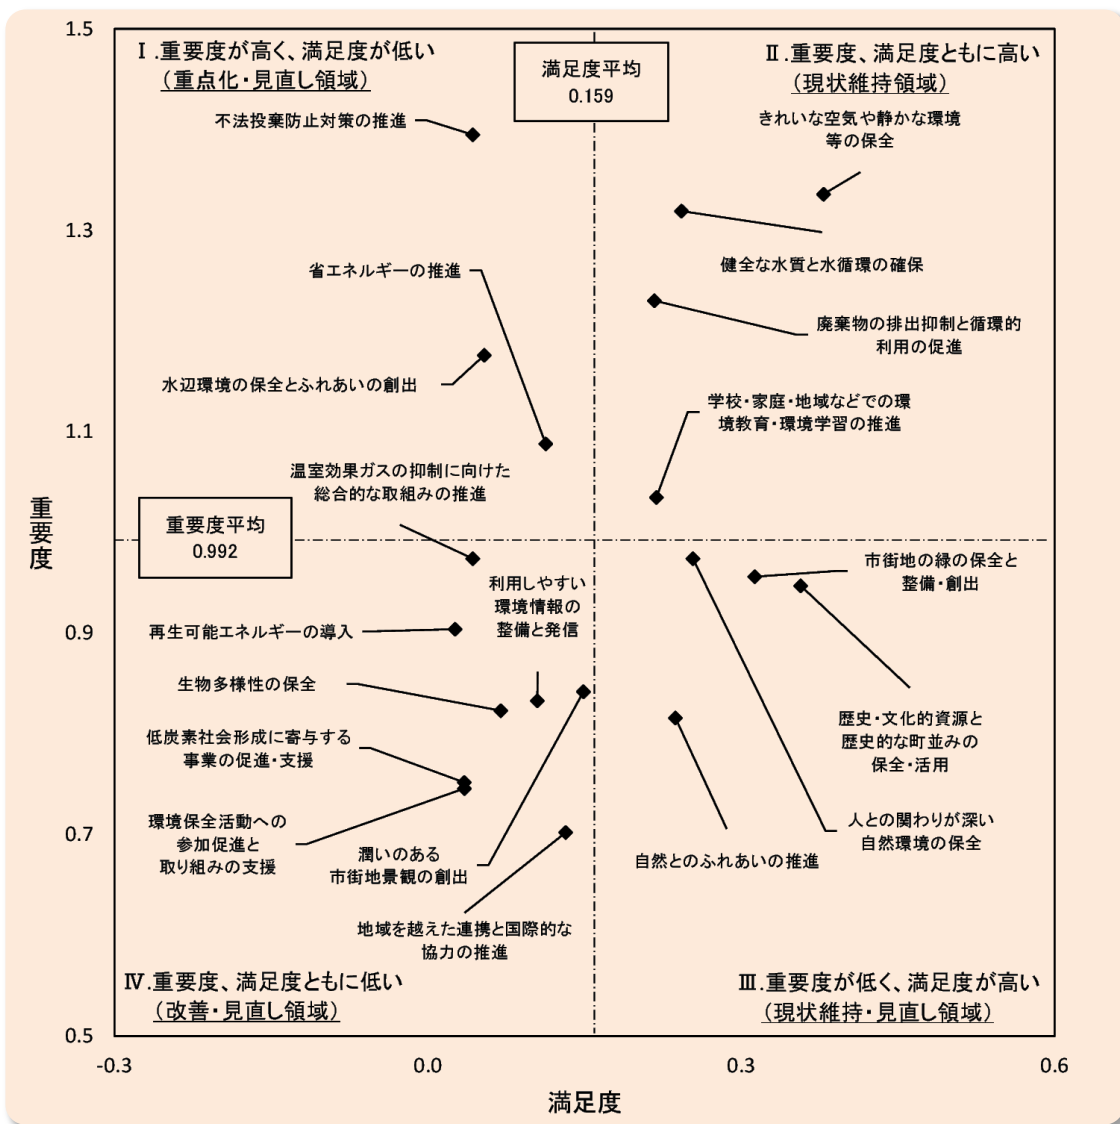 1.5
1.3
1.1
0.9
0.7
0.5
-0.3
0.0
0.3
0.6
重要度
満足度
Ⅰ.重要度が高く、満足度が低い
（重点化・見直し領域）
満足度平均
0.159
Ⅱ.重要度、満足度ともに高い
（現状維持領域）
不法投棄防止対策の推進
きれいな空気や静かな環境
等の保全
省エネルギーの推進
健全な水質と水循環の確保
廃棄物の排出抑制と循環的
利用の促進
水辺環境の保全とふれあいの創出
学校・家庭・地域などでの環
境教育・環境学習の推進
温室効果ガスの抑制に向けた
総合的な取組みの推進
重要度平均
0.992
市街地の緑の保全と
整備・創出
利用しやすい
環境情報の
整備と発信
再生可能エネルギーの導入
生物多様性の保全
歴史・文化的資源と
歴史的な町並みの
保全・活用
低炭素社会形成に寄与する
事業の促進・支援
環境保全活動への
参加促進と
取り組みの支援
潤いのある
市街地景観の創出
自然とのふれあいの推進
人との関わりが深い
自然環境の保全
地域を越えた連携と国際的な
協力の推進
Ⅳ.重要度、満足度ともに低い
（改善・見直し領域）
Ⅲ.重要度が低く、満足度が高い
（現状維持・見直し領域）